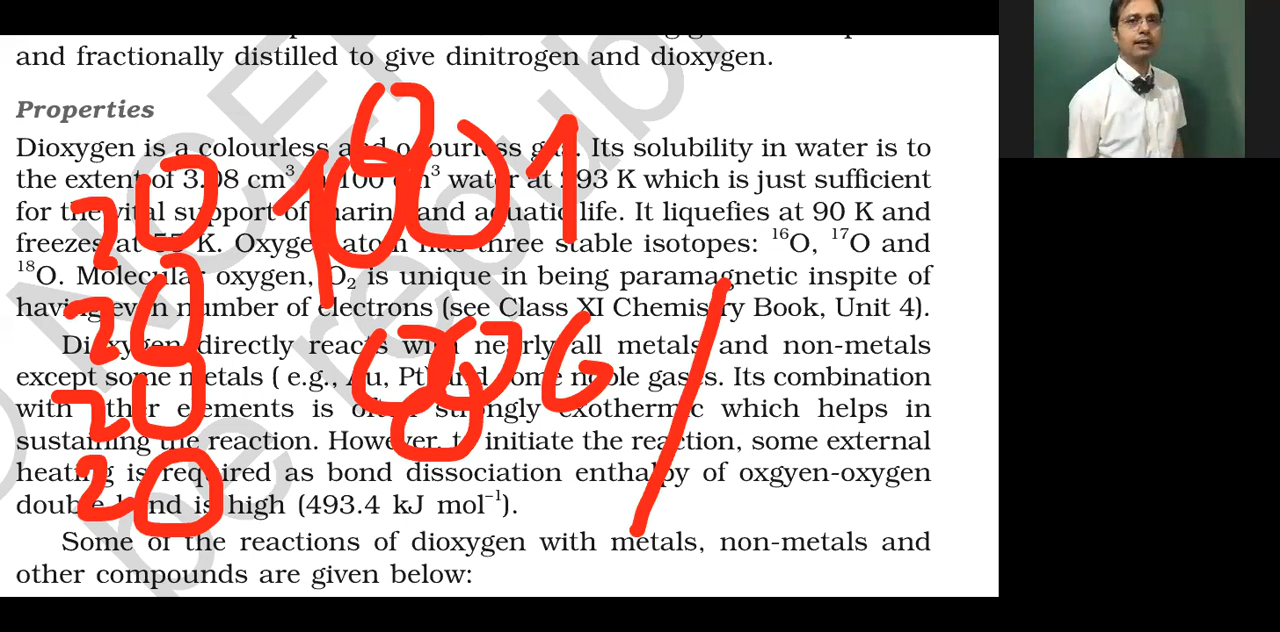 and fractionally distilled to give dinitrogen and dioxygen.
Properties
Dioxygen is a colourless and odourless gas. Its solubility in water is to
the extent of 3.08 cm³ in 100 cm³ water at 293 K which is just sufficient
for the vital support of marine and aquatic life. It liquefies at 90 K and
freezes at 55 K. Oxygen atom has three stable isotopes: ¹⁶O, ¹⁷O and
¹⁸O. Molecular oxygen, O₂ is unique in being paramagnetic inspite of
having even number of electrons (see Class XI Chemistry Book, Unit 4).
Dioxygen directly reacts with nearly all metals and non-metals
except some metals ( e.g., Au, Pt) and some noble gases. Its combination
with other elements is often strongly exothermic which helps in
sustaining the reaction. However, to initiate the reaction, some external
heating is required as bond dissociation enthalpy of oxgyen-oxygen
double bond is high (493.4 kJ mol⁻¹).
Some of the reactions of dioxygen with metals, non-metals and
other compounds are given below:
20
20
20
20